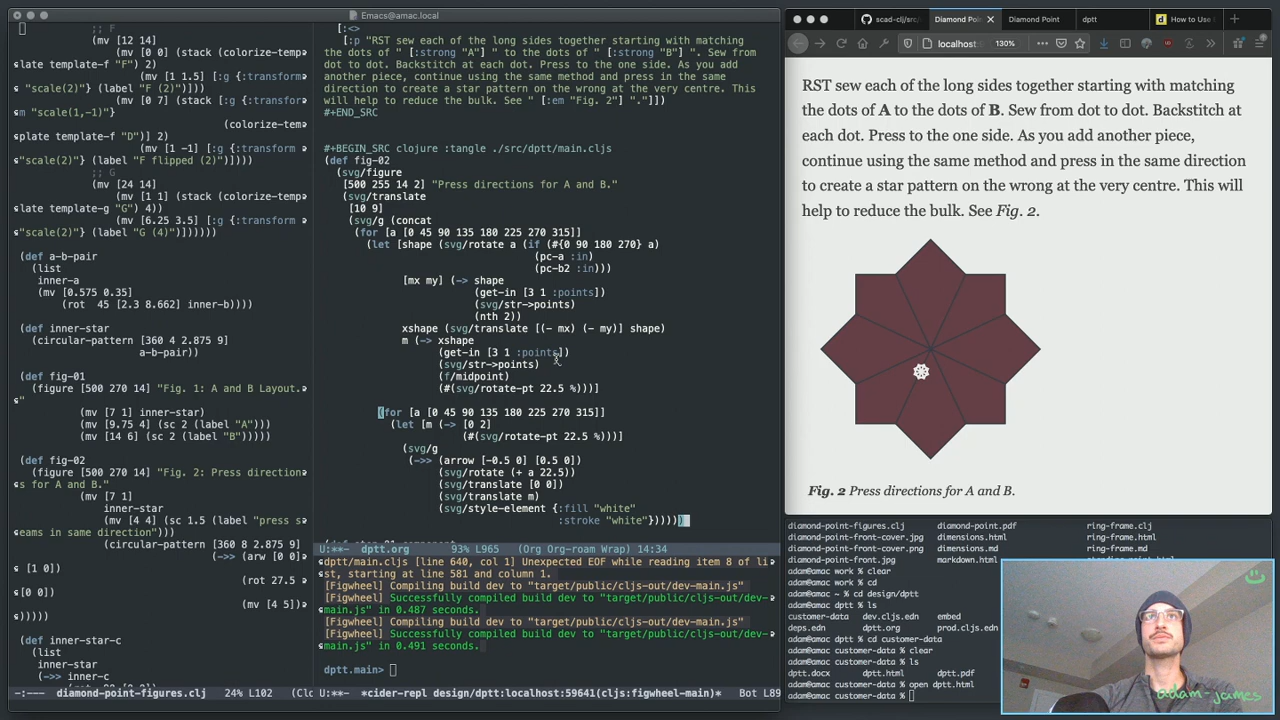 Emacs@amac.local
;; F
(mv [12 14]
(mv [0 0] (stack (colorize-temp
late template-f "F") 2)
(mv [1 1.5] [:g {:transform
"scale(2)"} (label "F (2)")])
(mv [0 7] (stack [:g {:transfor
m "scale(1,-1)"}
(colorize-tem
plate template-f "D")] 2)
(mv [1 -1] [:g {:transform
"scale(2)"} (label "F flipped (2)")])))
;; G
(mv [24 14]
(mv [1 1] (stack (colorize-temp
late template-g "G") 4))
(mv [6.25 3.5] [:g {:transform
"scale(2)"} (label "G (4)")])))))))
(def a-b-pair
(list
inner-a
(mv [0.575 0.35]
(rot 45 [2.3 8.662] inner-b))))
(def inner-star
(circular-pattern [360 4 2.875 9]
a-b-pair))
(def fig-01
(figure [500 270 14] "Fig. 1: A and B Layout.
"
(mv [7 1] inner-star)
(mv [9.75 4] (sc 2 (label "A")))
(mv [14 6] (sc 2 (label "B")))))
(def fig-02
(figure [500 270 14] "Fig. 2: Press direction
s for A and B."
(mv [7 1]
inner-star
(mv [4 4] (sc 1.5 (label "press s
eams in same direction")))
(circular-pattern [360 8 2.875 9]
(->> (arw [0 0]
[1 0])
(rot 27.5
[0 0])
(mv [4 5])
)))))
(def inner-star-c
(list
inner-star
(->> inner-c
-:--- diamond-point-figures.clj 24% L102 (Clo
[:<>
[:p "RST sew each of the long sides together starting with matching
the dots of " [:strong "A"] " to the dots of " [:strong "B"] ". Sew from
dot to dot. Backstitch at each dot. Press to the one side. As you add
another piece, continue using the same method and press in the same
direction to create a star pattern on the wrong at the very centre. This
will help to reduce the bulk. See " [:em "Fig. 2"] "."]])
#+END_SRC
#+BEGIN_SRC clojure :tangle ./src/dptt/main.cljs
(def fig-02
(svg/figure
[500 255 14 2] "Press directions for A and B."
(svg/translate
[10 9]
(svg/g (concat
(for [a [0 45 90 135 180 225 270 315]]
(let [shape (svg/rotate a (if (#{0 90 180 270} a)
(pc-a :in)
(pc-b2 :in)))
[mx my] (-> shape
(get-in [3 1 :points])
(svg/str->points)
(nth 2))
xshape (svg/translate [(- mx) (- my)] shape)
m (-> xshape
(get-in [3 1 :points])
(svg/str->points)
(f/midpoint)
(#(svg/rotate-pt 22.5 %)))]
(for [a [0 45 90 135 180 225 270 315]]
(let [m (-> [0 2]
(#(svg/rotate-pt 22.5 %)))]
(svg/g
(->> (arrow [-0.5 0] [0.5 0])
(svg/rotate (+ a 22.5))
(svg/translate [0 0])
(svg/translate m)
(svg/style-element {:fill "white"
:stroke "white"})))))
U:**- dptt.org 93% L965 (Org Org-roam Wrap) 14:34
dptt/main.cljs [line 640, col 1] Unexpected EOF while reading item 8 of li
st, starting at line 581 and column 1.
[Figwheel] Compiling build dev to "target/public/cljs-out/dev-main.js"
[Figwheel] Successfully compiled build dev to "target/public/cljs-out/dev-
main.js" in 0.487 seconds.
[Figwheel] Compiling build dev to "target/public/cljs-out/dev-main.js"
[Figwheel] Successfully compiled build dev to "target/public/cljs-out/dev-
main.js" in 0.491 seconds.
dptt.main>
U:**- *cider-repl design/dptt:localhost:59641(cljs:figwheel-main)* Bot L89
scad-clj/src/ Diamond Point Diamond Point dptt How to Use
localhost 130%
RST sew each of the long sides together starting with matching
the dots of A to the dots of B. Sew from dot to dot. Backstitch at
each dot. Press to the one side. As you add another piece,
continue using the same method and press in the same direction
to create a star pattern on the wrong at the very centre. This will
help to reduce the bulk. See Fig. 2.
Fig. 2 Press directions for A and B.
diamond-point-figures.clj diamond-point.pdf ring-frame.clj
diamond-point-front-cover.jpg dimensions.html ring-frame.html
diamond-point-front-cover.png dimensions.md
diamond-point-front.jpg markdown.html
adam@amac work % clear
adam@amac work % cd
adam@amac ~ % cd design/dptt
adam@amac dptt % ls
customer-data dev.cljs.edn embed
deps.edn dptt.org prod.cljs.edn
adam@amac dptt % cd customer-data
adam@amac customer-data % clear
adam@amac customer-data % ls
dptt.docx dptt.html dptt.pdf
adam@amac customer-data % open dptt.html
adam@amac customer-data %
adam-james